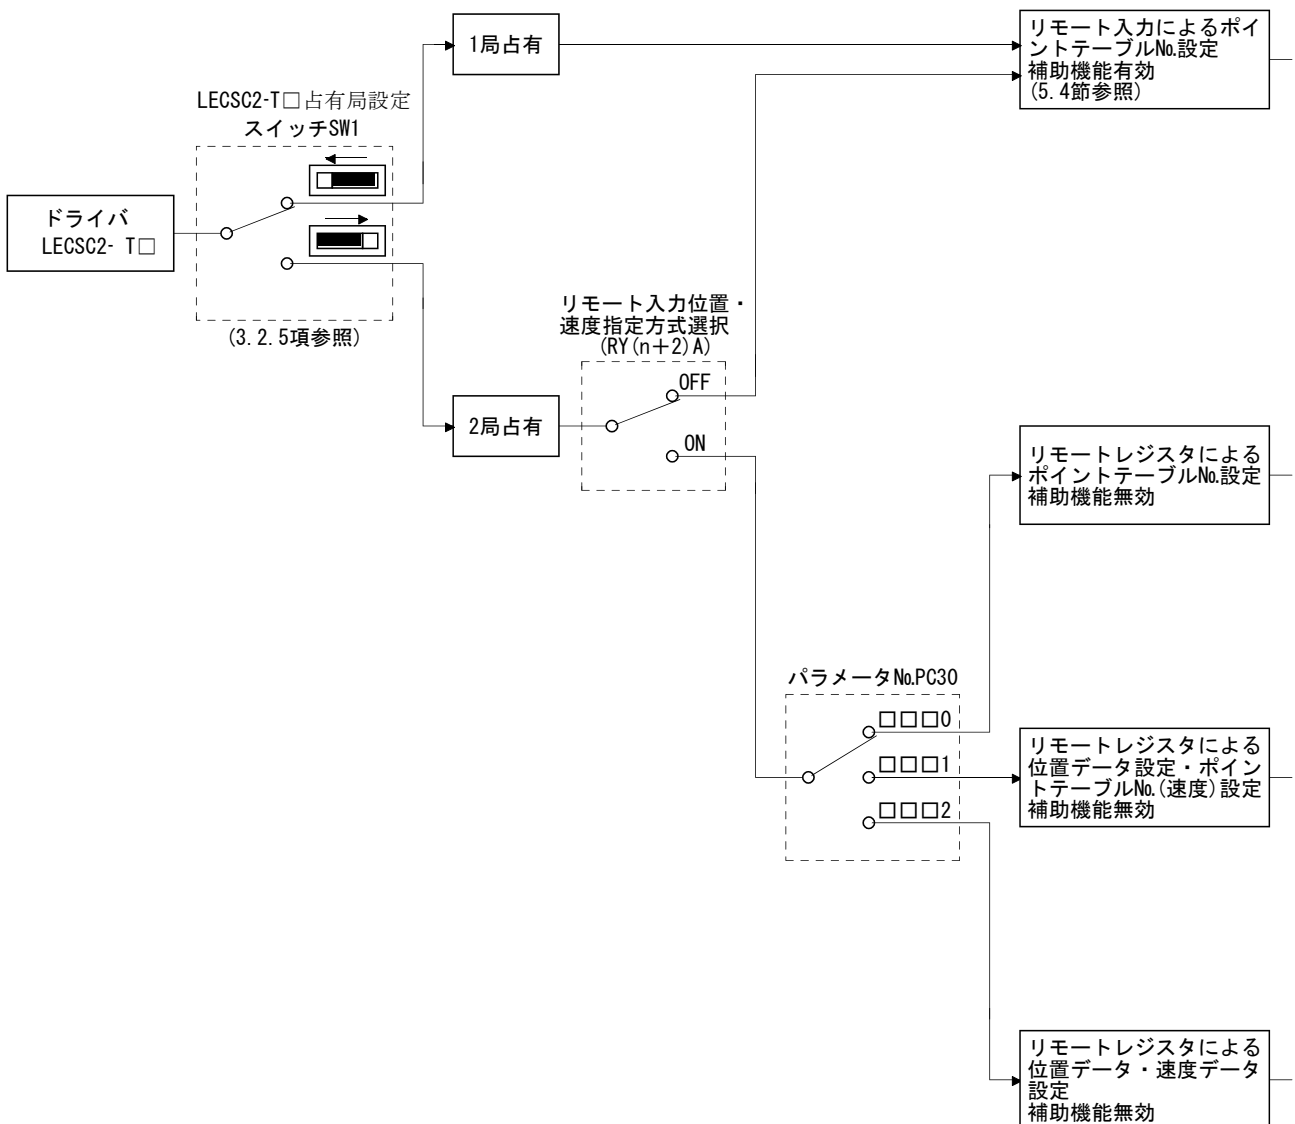 1局占有
リモート入力によるポイ
ントテーブル№設定
補助機能有効
(5.4節参照)
LECSC2-T□占有局設定
スイッチSW1
ドライバ
LECSC2- T□
(3.2.5項参照)
リモート入力位置・
速度指定方式選択
(RY(n+2)A)
OFF
ON
2局占有
リモートレジスタによる
ポイントテーブル№設定
補助機能無効
パラメータ№PC30
□□□0
□□□1
□□□2
リモートレジスタによる
位置データ設定・ポイン
トテーブル№(速度)設定
補助機能無効
リモートレジスタによる
位置データ・速度データ
設定
補助機能無効